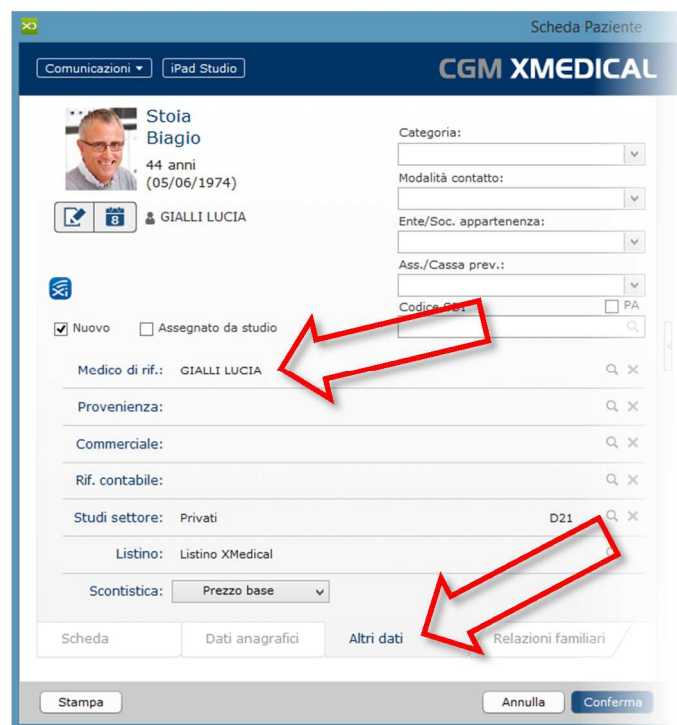 Scheda Paziente
Comunicazioni
iPad Studio
CGM XMEDICAL
Stoia
Biagio
44 anni
(05/06/1974)
8
GIALLI LUCIA
Categoria:
Modalità contatto:
Ente/Soc. appartenenza:
Ass./Cassa prev.:
Codice SDI
PA
Nuovo
Assegnato da studio
Medico di rif.: GIALLI LUCIA
Provenienza:
Commerciale:
Rif. contabile:
Studi settore: Privati D21
Listino: Listino XMedical
Scontistica: Prezzo base
Scheda Dati anagrafici Altri dati Relazioni familiari
Stampa Annulla Conferma